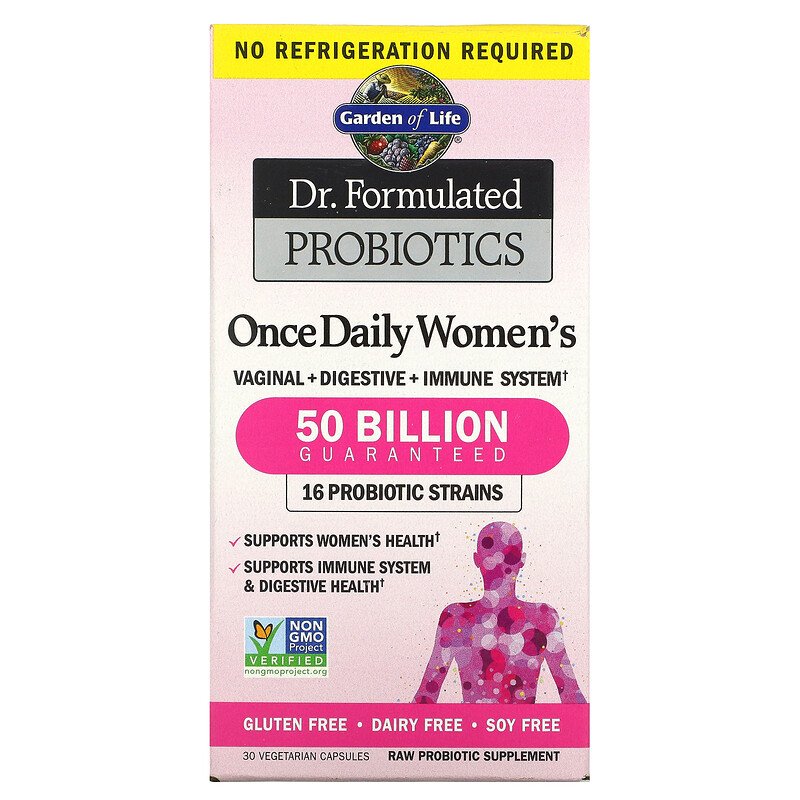 NO REFRIGERATION REQUIRED
Garden of Life
®
Dr. Formulated
PROBIOTICS
Once Daily Women's
VAGINAL + DIGESTIVE + IMMUNE SYSTEM†
50 BILLION
GUARANTEED
16 PROBIOTIC STRAINS
✓ SUPPORTS WOMEN'S HEALTH†
✓ SUPPORTS IMMUNE SYSTEM
& DIGESTIVE HEALTH†
NON
GMO
Project
VERIFIED
nongmoproject.org
GLUTEN FREE • DAIRY FREE • SOY FREE
30 VEGETARIAN CAPSULES RAW PROBIOTIC SUPPLEMENT